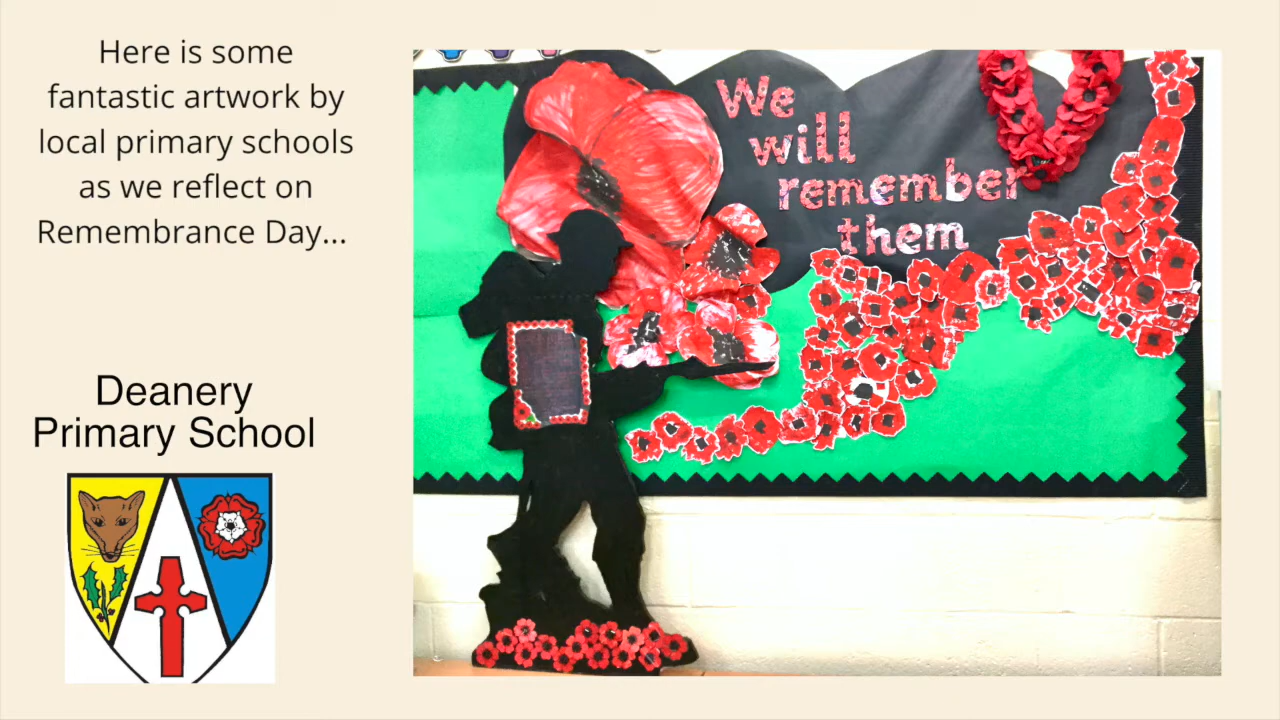 Here is some
fantastic artwork by
local primary schools
as we reflect on
Remembrance Day...
Deanery
Primary School
We
will
remember
them